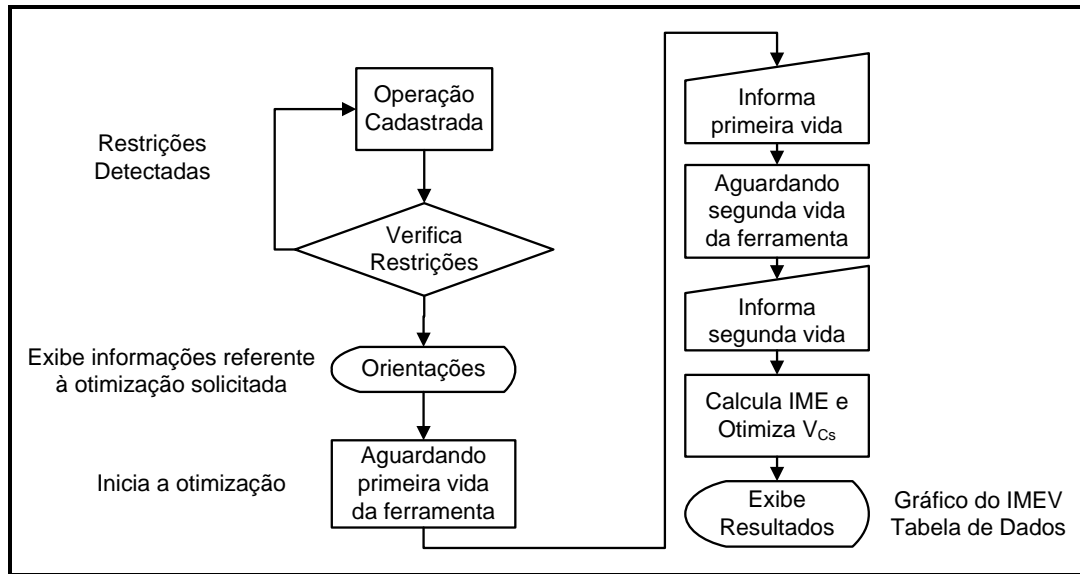 Operação
Cadastrada
Restrições
Detectadas
Verifica
Restrições
Exibe informações referente
à otimização solicitada
Orientações
Inicia a otimização
Aguardando
primeira vida
da ferramenta
Informa
primeira vida
Aguardando
segunda vida
da ferramenta
Informa
segunda vida
Calcula IME e
Otimiza VCs
Exibe
Resultados
Gráfico do IMEV
Tabela de Dados